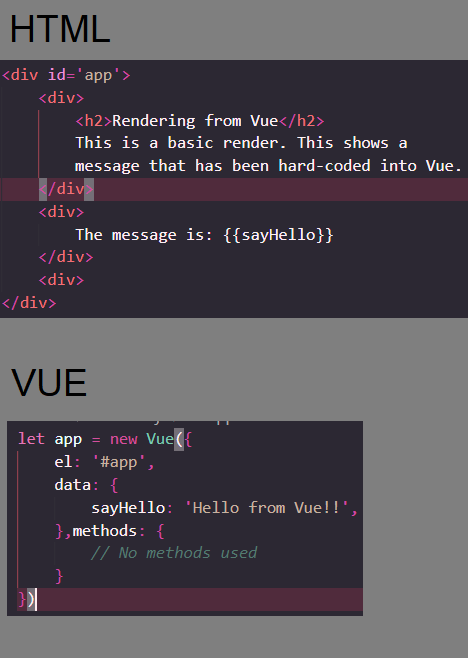 HTML
<div id='app'>
<div>
<h2>Rendering from Vue</h2>
This is a basic render. This shows a
message that has been hard-coded into Vue.
</div>
<div>
The message is: {{sayHello}}
</div>
<div>
</div>
VUE
let app = new Vue({
el: '#app',
data: {
sayHello: 'Hello from Vue!!',
},methods: {
// No methods used
}
})